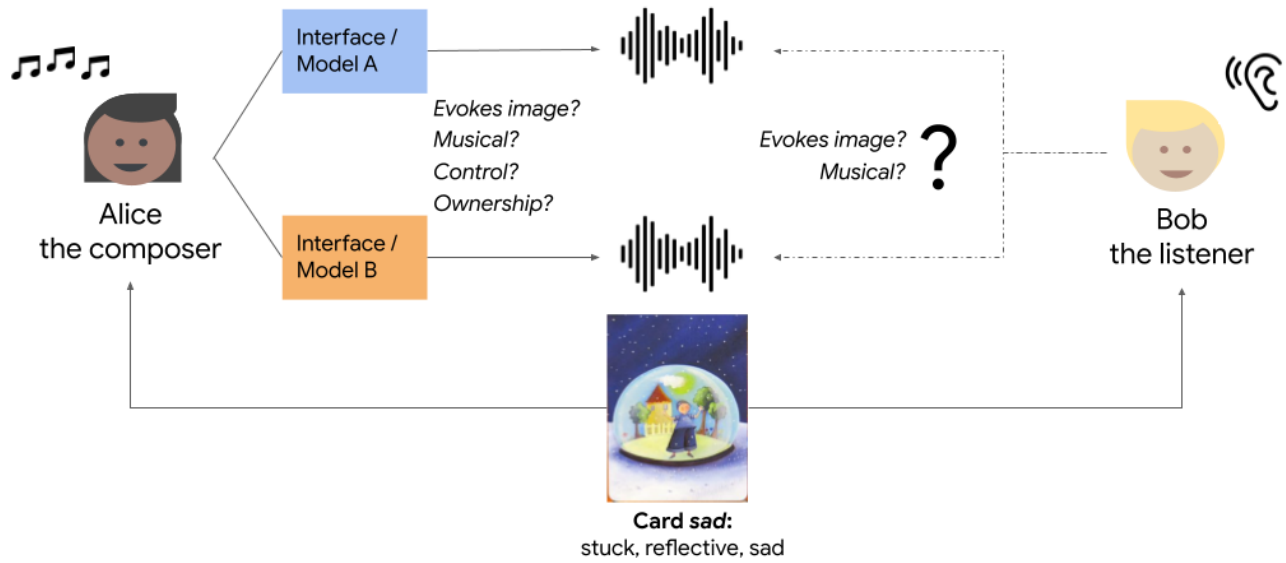 Interface /
Model A
Evokes image?
Musical?
Control?
Ownership?
Evokes image?
Musical?
?
Alice
the composer
Interface /
Model B
Bob
the listener
Card sad:
stuck, reflective, sad